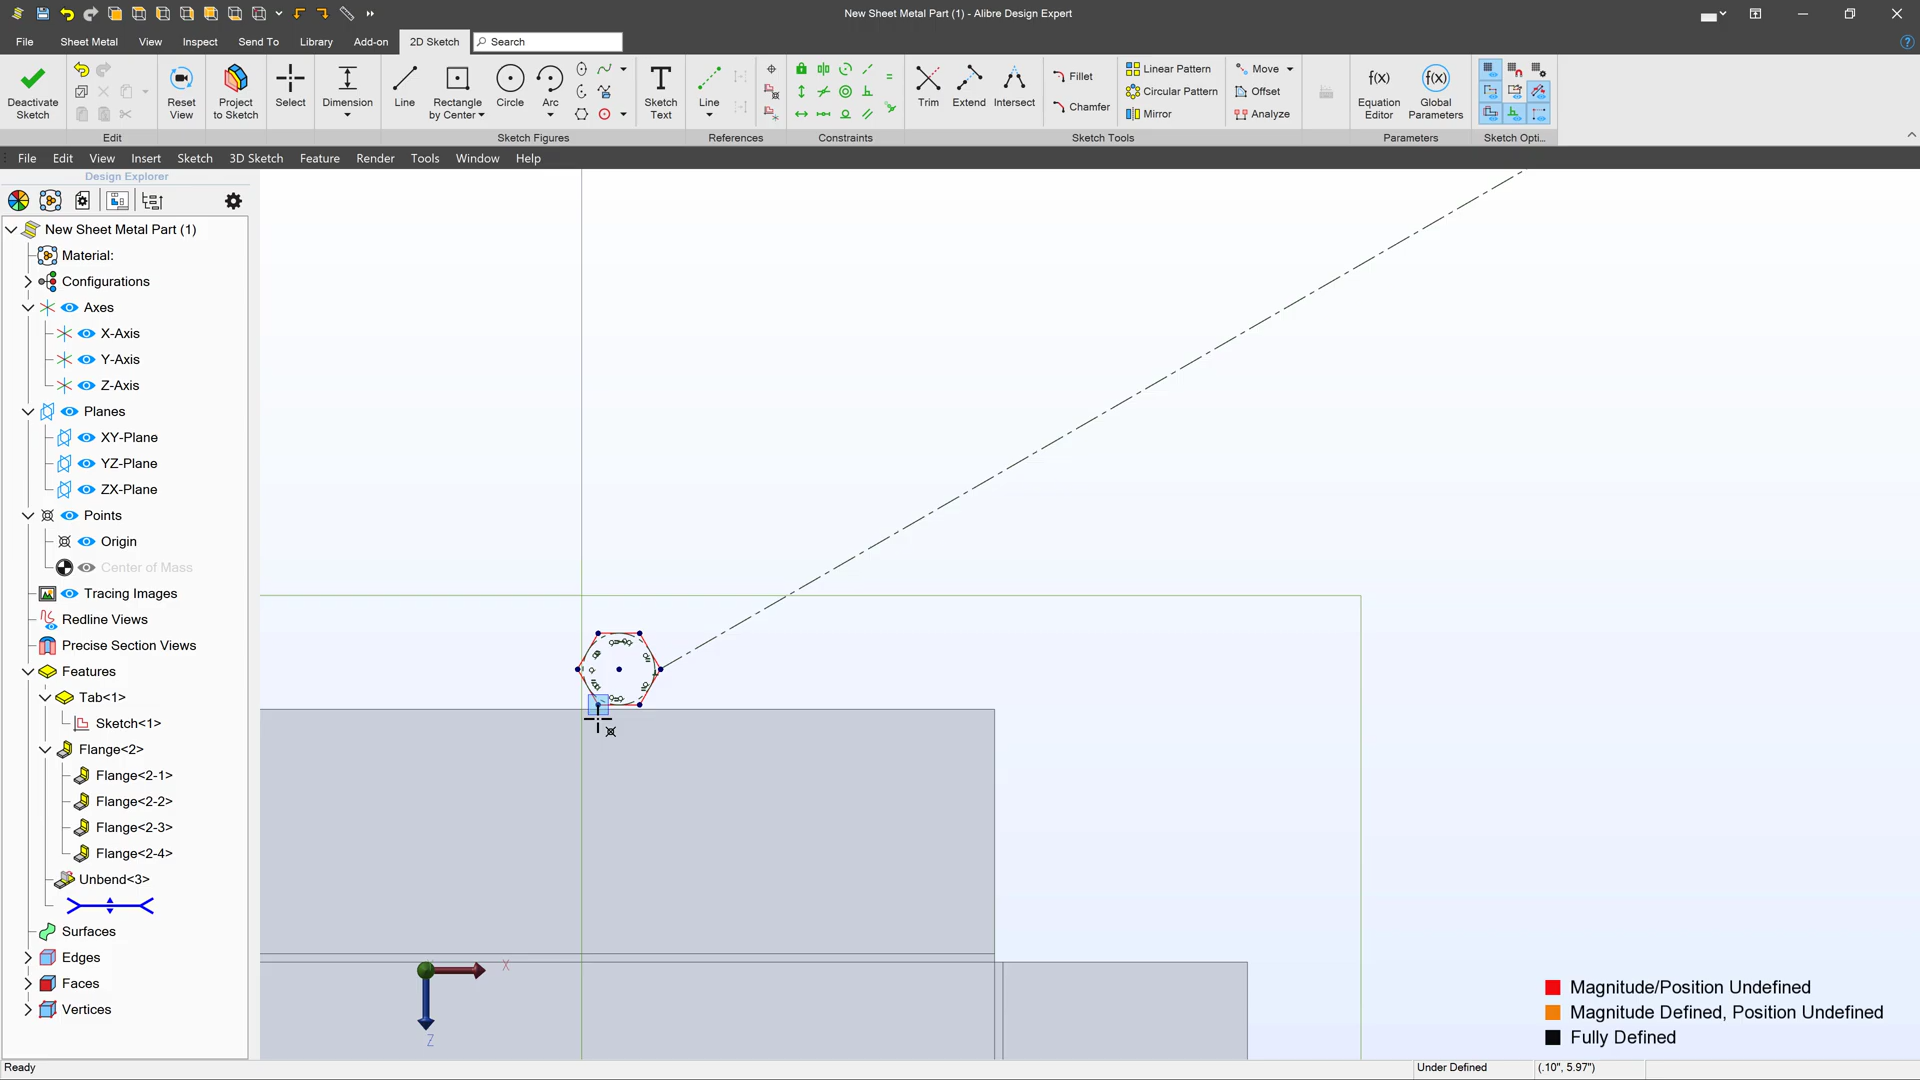 New Sheet Metal Part (1) - Alibre Design Expert
File Sheet Metal View Inspect Send To Library Add-on 2D Sketch Search
Deactivate Sketch
Edit
Reset View
Project to Sketch
Select
Dimension
Line
Rectangle by Center
Circle
Arc
Sketch Figures
Sketch Text
Line
References
Constraints
Trim
Extend
Intersect
Fillet
Chamfer
Linear Pattern
Circular Pattern
Mirror
Move
Offset
Analyze
Sketch Tools
f(x)
Equation Editor
f(x)
Global Parameters
Parameters
Sketch Opti...
File Edit View Insert Sketch 3D Sketch Feature Render Tools Window Help
Design Explorer
New Sheet Metal Part (1)
Material:
Configurations
Axes
X-Axis
Y-Axis
Z-Axis
Planes
XY-Plane
YZ-Plane
ZX-Plane
Points
Origin
Center of Mass
Tracing Images
Redline Views
Precise Section Views
Features
Tab<1>
Sketch<1>
Flange<2>
Flange<2-1>
Flange<2-2>
Flange<2-3>
Flange<2-4>
Unbend<3>
Surfaces
Edges
Faces
Vertices
X
Z
Magnitude/Position Undefined
Magnitude Defined, Position Undefined
Fully Defined
Ready
Under Defined
(.10", 5.97")